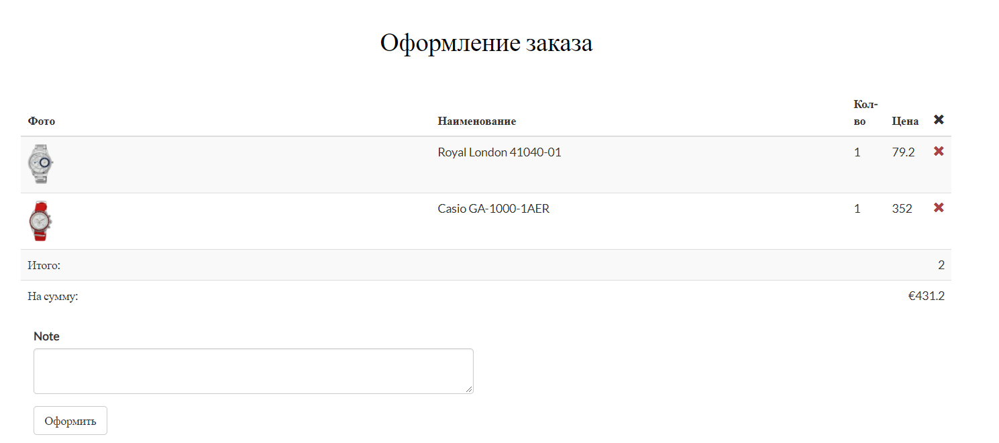 Оформление заказа
Фото Наименование Кол-во Цена ✖
Royal London 41040-01 1 79.2 ✖
Casio GA-1000-1AER 1 352 ✖
Итого: 2
На сумму: €431.2
Note
Оформить